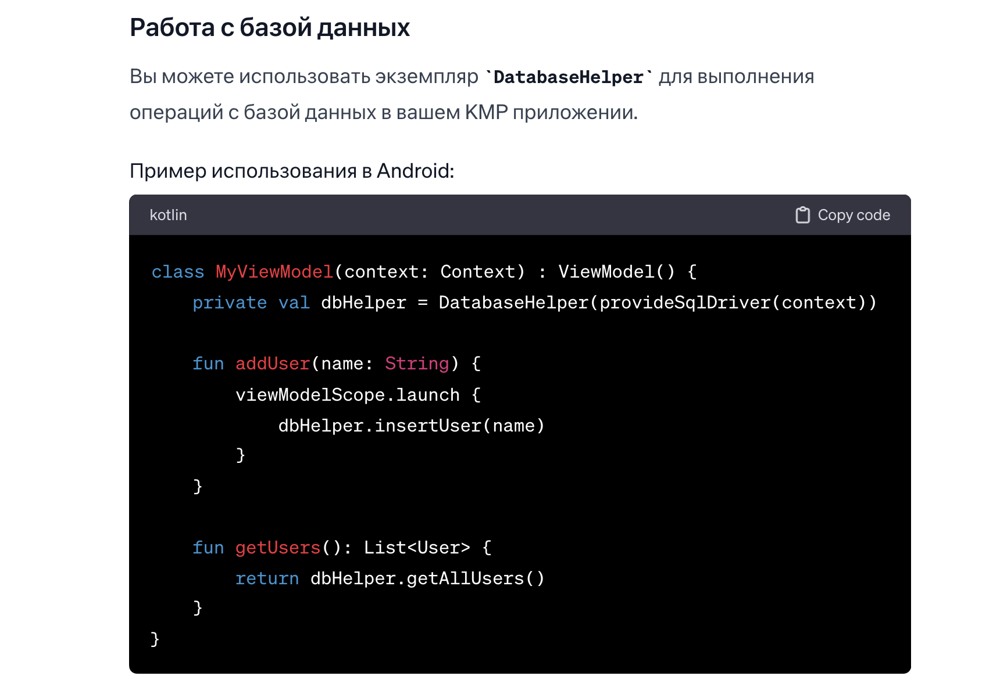 Работа с базой данных
Вы можете использовать экземпляр `DatabaseHelper` для выполнения
операций с базой данных в вашем KMP приложении.
Пример использования в Android:
kotlin
Copy code
class MyViewModel(context: Context) : ViewModel() {
    private val dbHelper = DatabaseHelper(provideSqlDriver(context))
    fun addUser(name: String) {
        viewModelScope.launch {
            dbHelper.insertUser(name)
        }
    }
    fun getUsers(): List<User> {
        return dbHelper.getAllUsers()
    }
}